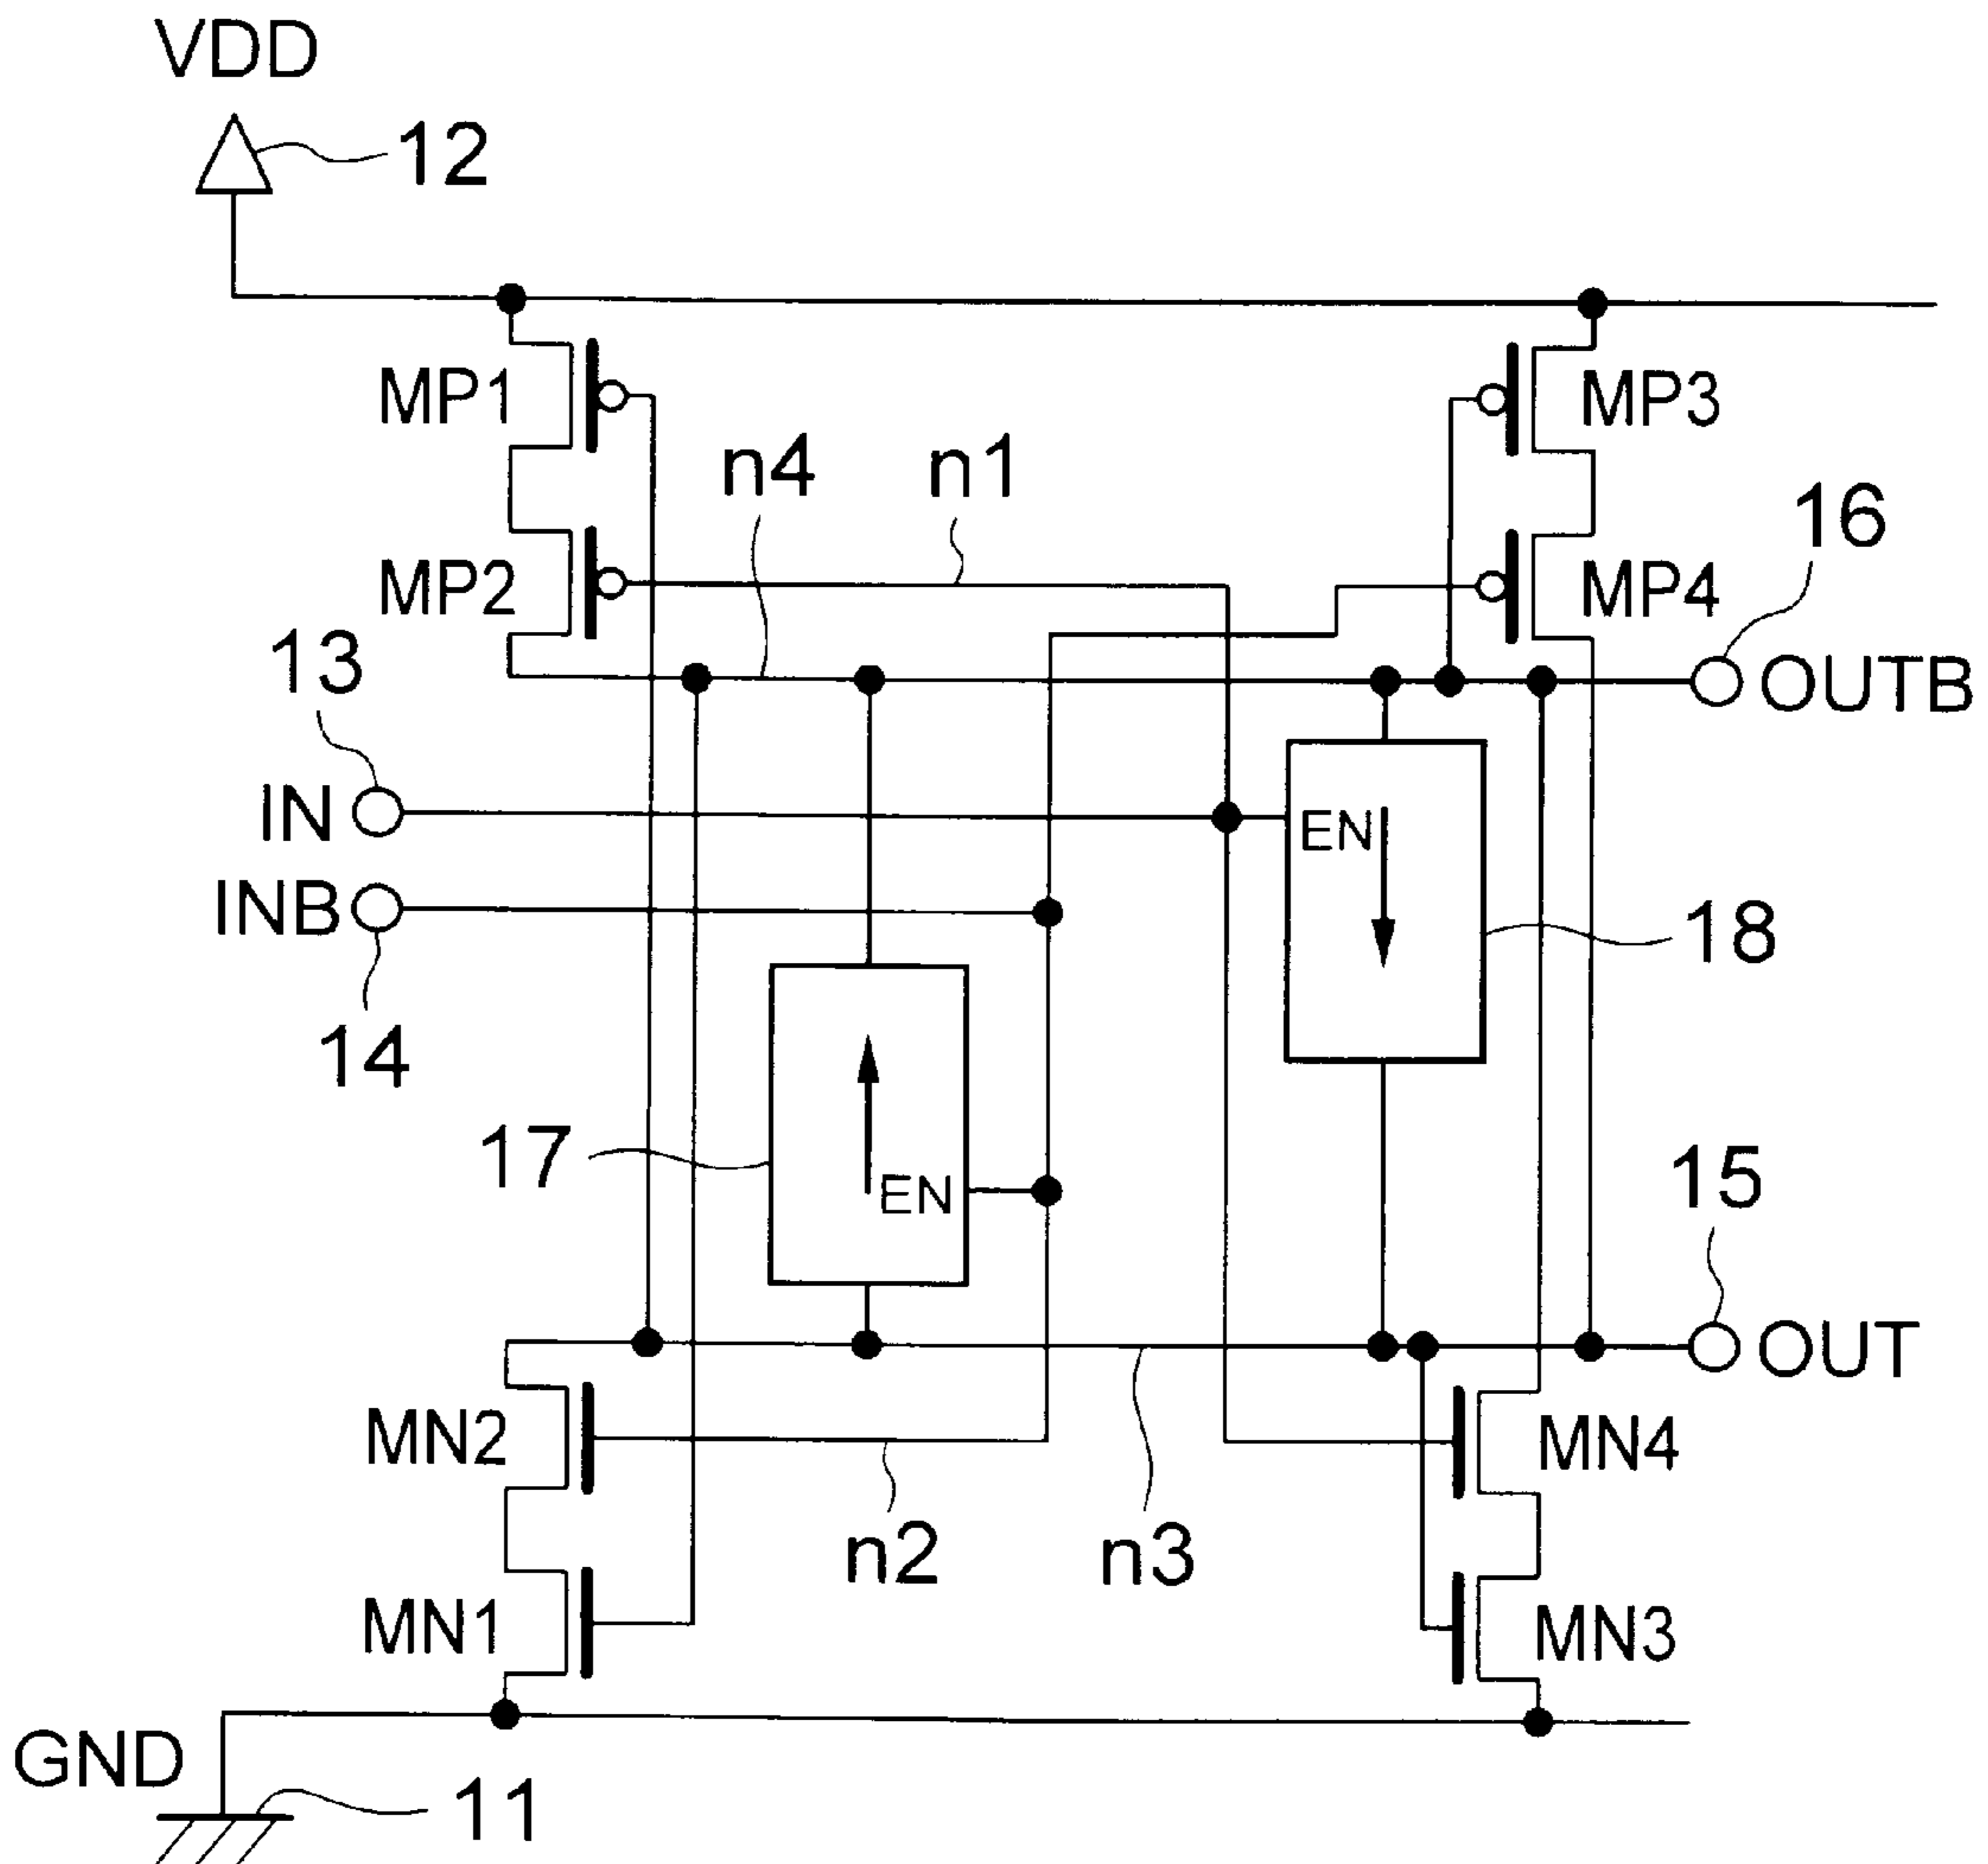 VDD
12
MP1
MP3
n4
n1
16
MP2
MP4
13
OUTB
IN
EN
INB
18
14
17
EN
15
OUT
MN2
MN4
n2
n3
MN1
MN3
GND
11